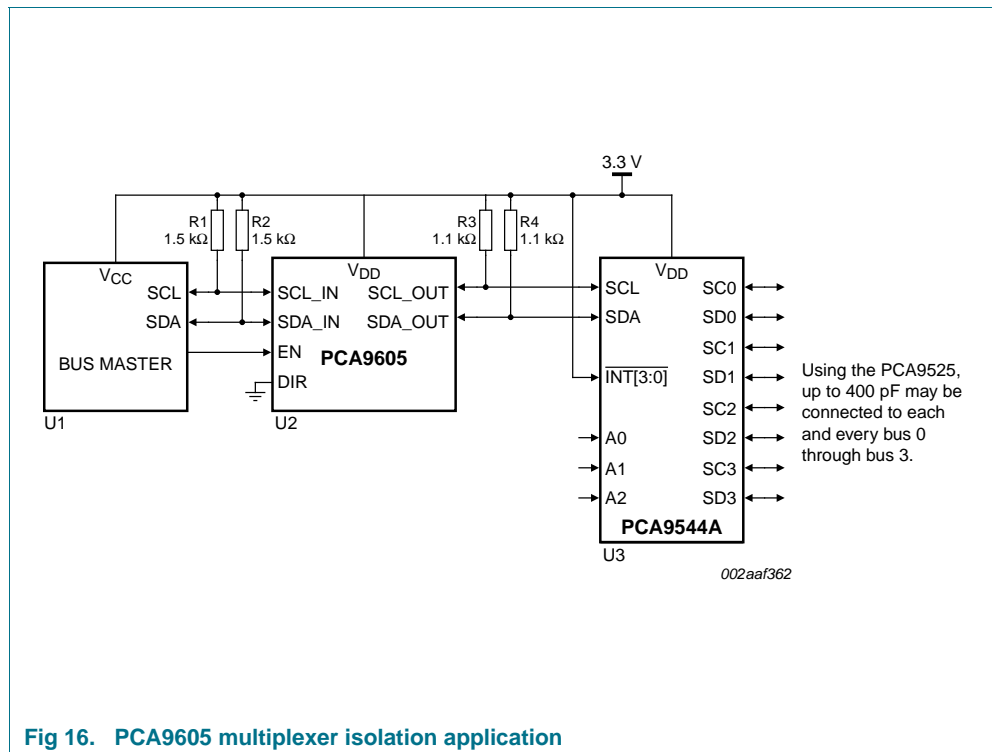 3.3 V
R1
1.5 kΩ
R2
1.5 kΩ
R3
1.1 kΩ
R4
1.1 kΩ
VCC
SCL
SDA
BUS MASTER
U1
VDD
SCL_IN
SDA_IN
EN
DIR
SCL_OUT
SDA_OUT
PCA9605
U2
VDD
SCL
SDA
INT[3:0]
A0
A1
A2
SC0
SD0
SC1
SD1
SC2
SD2
SC3
SD3
PCA9544A
U3
Using the PCA9525,
up to 400 pF may be
connected to each
and every bus 0
through bus 3.
002aaf362
Fig 16. PCA9605 multiplexer isolation application